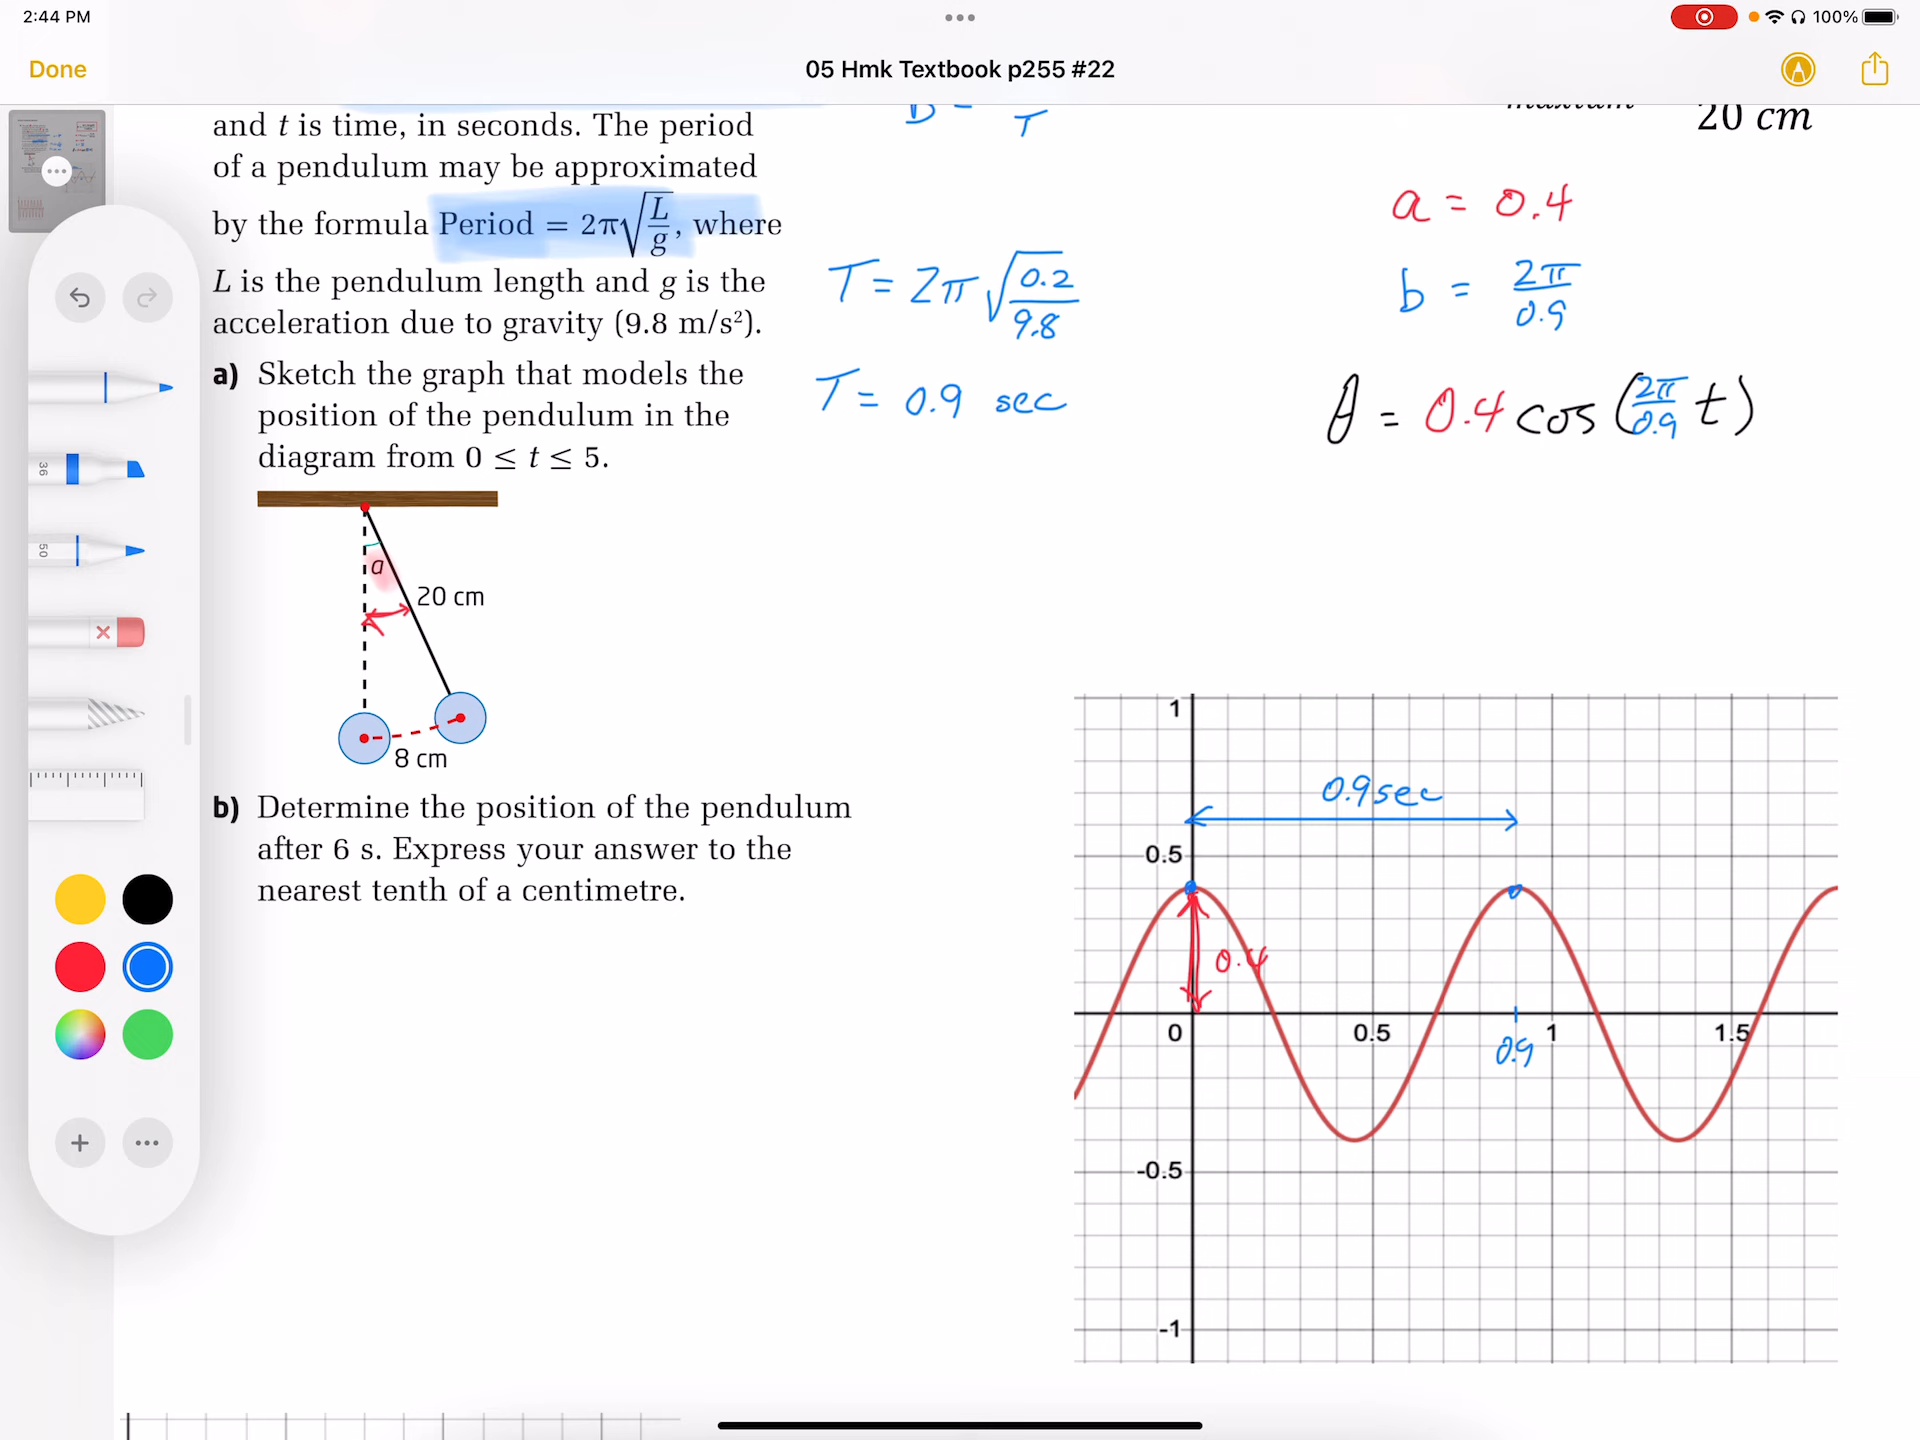 2:44 PM
100%
Done
05 Hmk Textbook p255 #22
and t is time, in seconds. The period
of a pendulum may be approximated
by the formula Period = 2π√(L/g), where
L is the pendulum length and g is the
acceleration due to gravity (9.8 m/s²).
a) Sketch the graph that models the
position of the pendulum in the
diagram from 0 ≤ t ≤ 5.
a
20 cm
8 cm
b) Determine the position of the pendulum
after 6 s. Express your answer to the
nearest tenth of a centimetre.
T
T = 2π√(0.2/9.8)
T = 0.9 sec
20 cm
a = 0.4
b = 2π/0.9
θ = 0.4 cos(2π/0.9 t)
36
50
1
0.9 sec
0.5
0.4
0
0.5
0.9
1
1.5
-0.5
-1